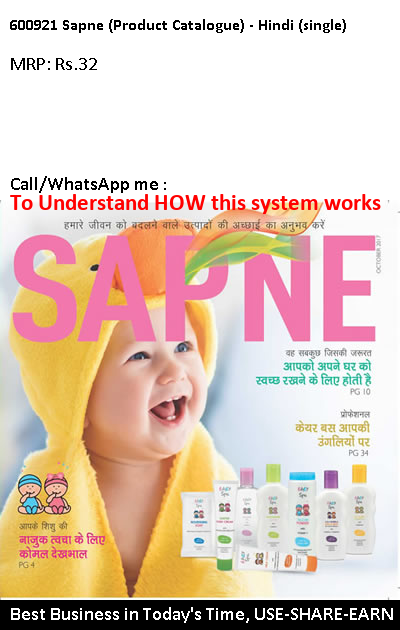 600921 Sapne (Product Catalogue) - Hindi (single)
MRP: Rs.32
Call/WhatsApp me :
To Understand HOW this system works
हमारे जीवन को बदलने वाले उत्पादों की अच्छाई का अनुभव करें
SAPNE
OCTOBER 2017
वह सबकुछ जिसकी जरूरत
आपको अपने घर को
स्वच्छ रखने के लिए होती है
PG 10
प्रोफेशनल
केयर बस आपकी
उंगलियों पर
PG 34
आपके शिशु की
नाजुक त्वचा के लिए
कोमल देखभाल
PG 4
Best Business in Today's Time, USE-SHARE-EARN